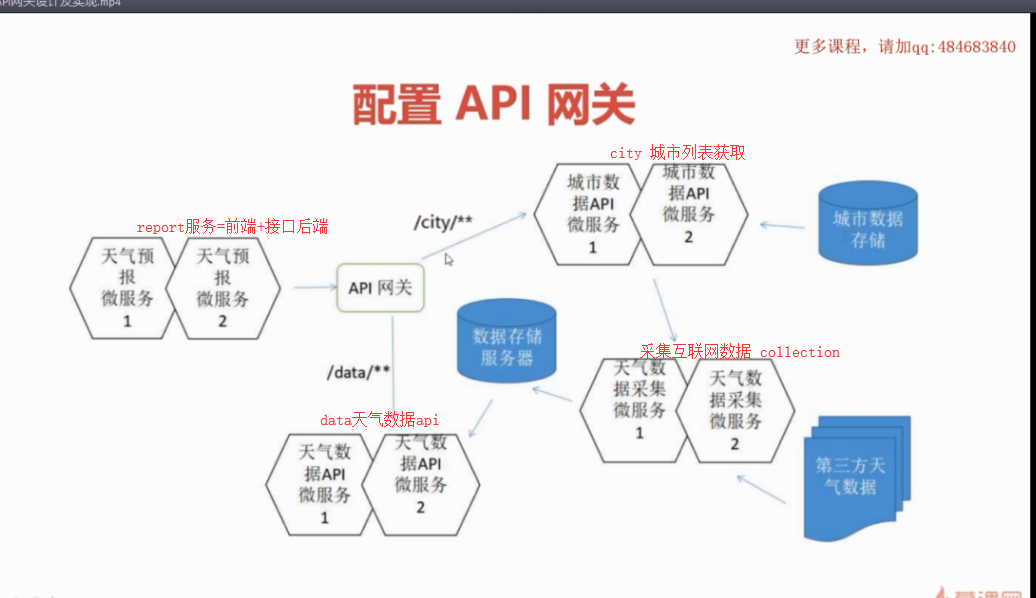 API网关设计及实现.mp4
更多课程，请加qq:484683840
配置 API 网关
city 城市列表获取
城市数
据API
微服务
1
城市数
据API
微服务
2
城市数据
存储
/city/**
report服务=前端+接口后端
天气预
报
微服务
1
天气预
报
微服务
2
API 网关
数据存储
服务器
/data/**
采集互联网数据 collection
天气数
据采集
微服务
1
天气数
据采集
微服务
2
data天气数据api
天气数
据API
微服务
1
天气数
据API
微服务
2
第三方天
气数据
慕课网